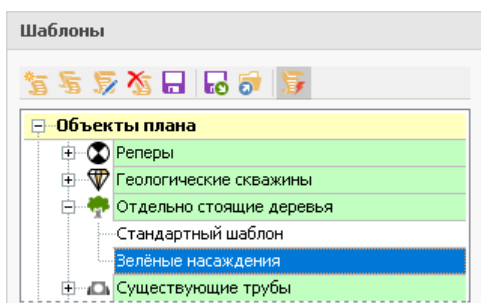 Шаблоны
Объекты плана
Реперы
Геологические скважины
Отдельно стоящие деревья
Стандартный шаблон
Зелёные насаждения
Существующие трубы